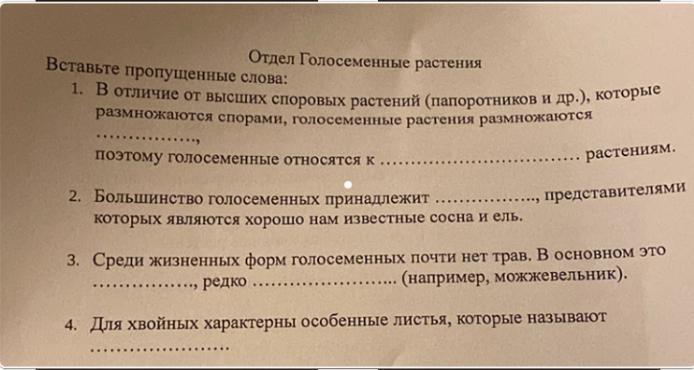 Отдел Голосеменные растения
Вставьте пропущенные слова:
1. В отличие от высших споровых растений (папоротников и др.), которые
размножаются спорами, голосеменные растения размножаются
................,
поэтому голосеменные относятся к ................................ растениям.
2. Большинство голосеменных принадлежит ................, представителями
которых являются хорошо нам известные сосна и ель.
3. Среди жизненных форм голосеменных почти нет трав. В основном это
................, редко ....................... (например, можжевельник).
4. Для хвойных характерны особенные листья, которые называют
......................